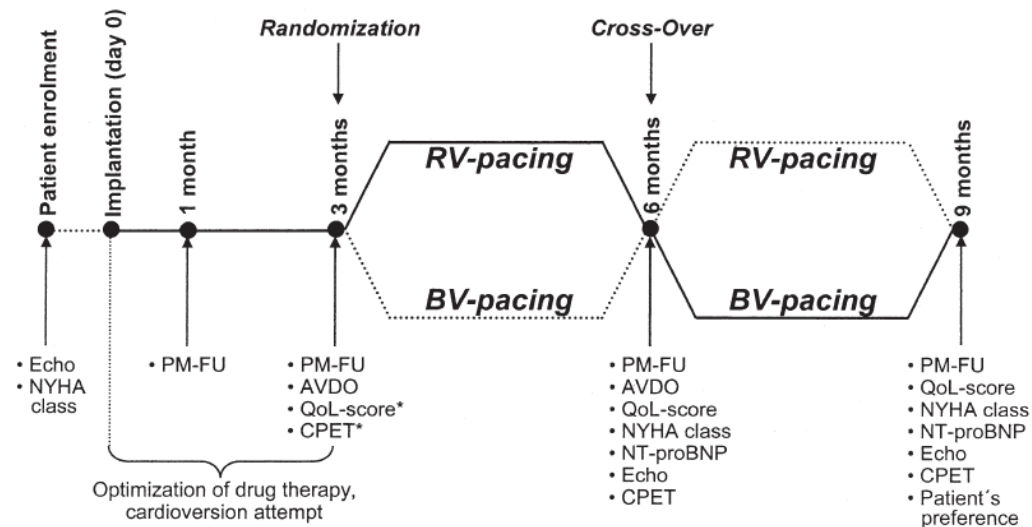 Randomization
Cross-Over
Patient enrolment
Implantation (day 0)
1 month
3 months
6 months
9 months
RV-pacing
RV-pacing
BV-pacing
BV-pacing
• Echo
• NYHA
class
• PM-FU
• PM-FU
• AVDO
• QoL-score*
• CPET*
• PM-FU
• AVDO
• QoL-score
• NYHA class
• NT-proBNP
• Echo
• CPET
• PM-FU
• QoL-score
• NYHA class
• NT-proBNP
• Echo
• CPET
• Patient´s
preference
Optimization of drug therapy,
cardioversion attempt